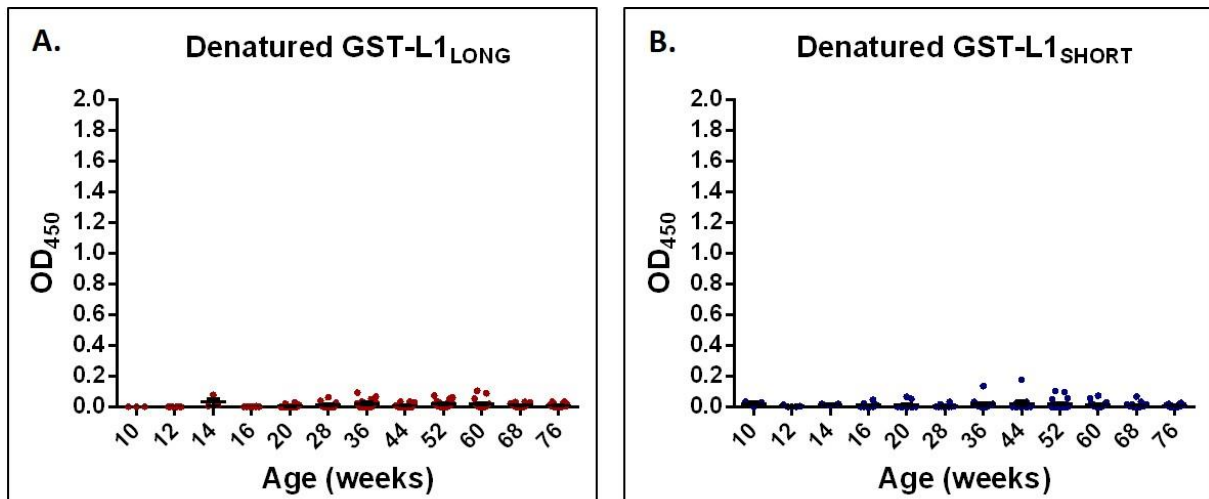 A. Denatured GST-L1LONG
2.0
1.8
1.6
1.4
1.2
1.0
0.8
0.6
0.4
0.2
0.0
OD450
10 12 14 16 20 28 36 44 52 60 68 76
Age (weeks)
B. Denatured GST-L1SHORT
2.0
1.8
1.6
1.4
1.2
1.0
0.8
0.6
0.4
0.2
0.0
OD450
10 12 14 16 20 28 36 44 52 60 68 76
Age (weeks)